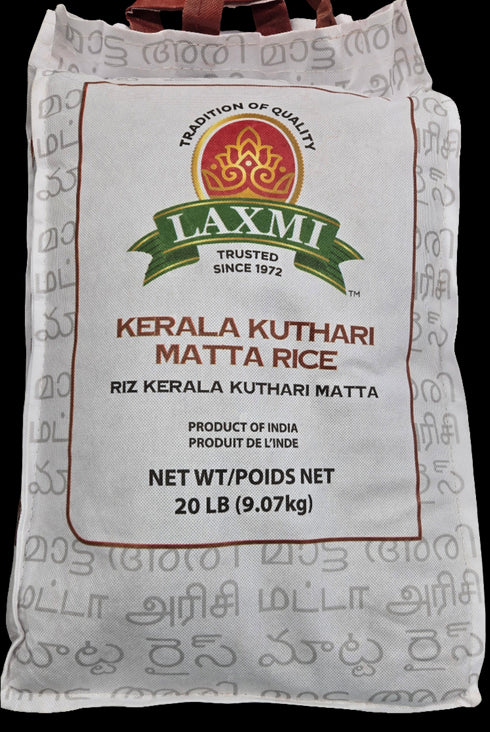 മാട്ട അരി
TRADITION OF QUALITY
LAXMI
TRUSTED
SINCE 1972
TM
KERALA KUTHARI
MATTA RICE
RIZ KERALA KUTHARI MATTA
PRODUCT OF INDIA
PRODUIT DE L'INDE
NET WT/POIDS NET
20 LB (9.07kg)
മാട്ട അരി
மட்டா அரிசி மட்டா அரிசி
మాట్ట రైస్ మాట్ట రైస్